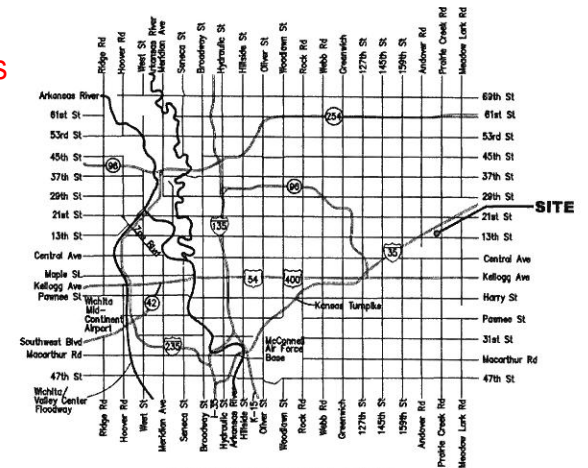 S
Ridge Rd
Hoover Rd
West St
Arkansas River
Meridian Ave
Seneca St
Broadway St
Hydraulic St
Hillside St
Oliver St
Woodlawn St
Rock Rd
Webb Rd
Greenwich
127th St
145th St
159th St
Andover Rd
Prairie Creek Rd
Meadow Lark Rd
Arkansas River
61st St
53rd St
45th St
37th St
29th St
21st St
13th St
Central Ave
Maple St
Kellogg Ave
Pawnee St
Wichita
Mid-
Continent
Airport
Southwest Blvd
Macarthur Rd
47th St
Wichita/
Valley Center
Floodway
96
254
96
135
35
54
400
42
235
Kansas Turnpike
McConnell
Air Force
Base
69th St
61st St
53rd St
45th St
37th St
29th St
21st St
13th St
Central Ave
Kellogg Ave
Harry St
Pawnee St
31st St
Macarthur Rd
47th St
SITE
Ridge Rd
Hoover Rd
West St
Meridian Ave
Seneca St
Broadway St
Hydraulic St
Arkansas River
Hillside St
K-15
Oliver St
Woodlawn St
Rock Rd
Webb Rd
Greenwich
127th St
145th St
159th St
Andover Rd
Prairie Creek Rd
Meadow Lark Rd